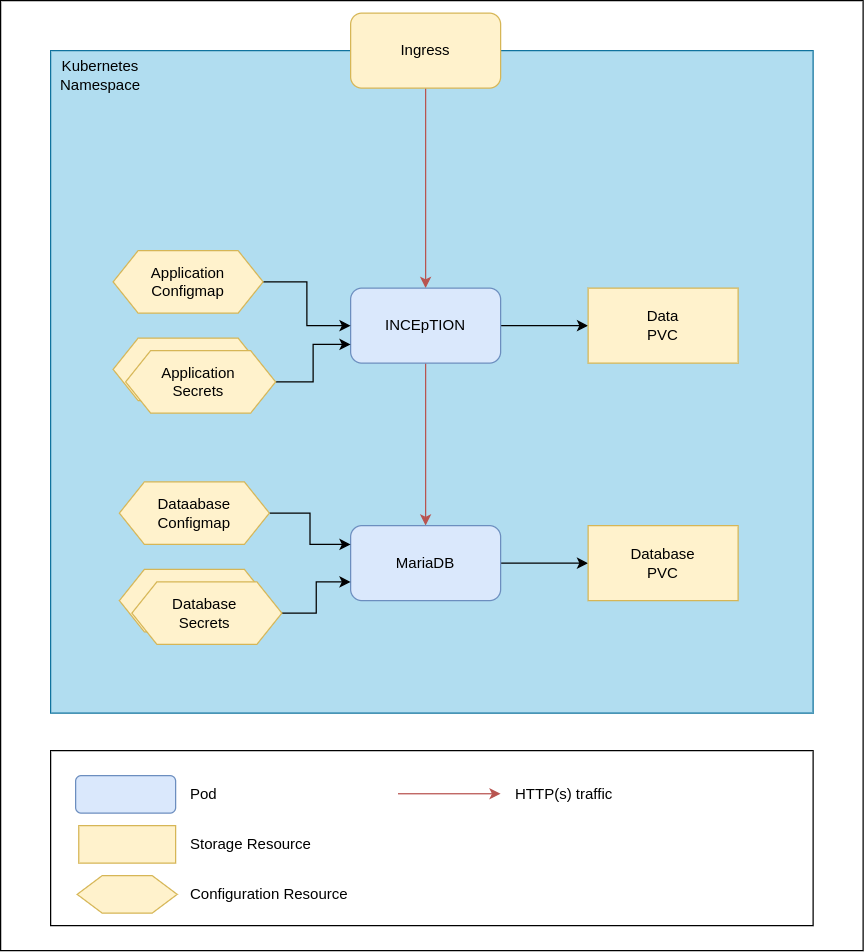 Ingress
Kubernetes
Namespace
Application
Configmap
INCEpTION
Data
PVC
Application
Secrets
Dataabase
Configmap
MariaDB
Database
PVC
Database
Secrets
Pod
HTTP(s) traffic
Storage Resource
Configuration Resource